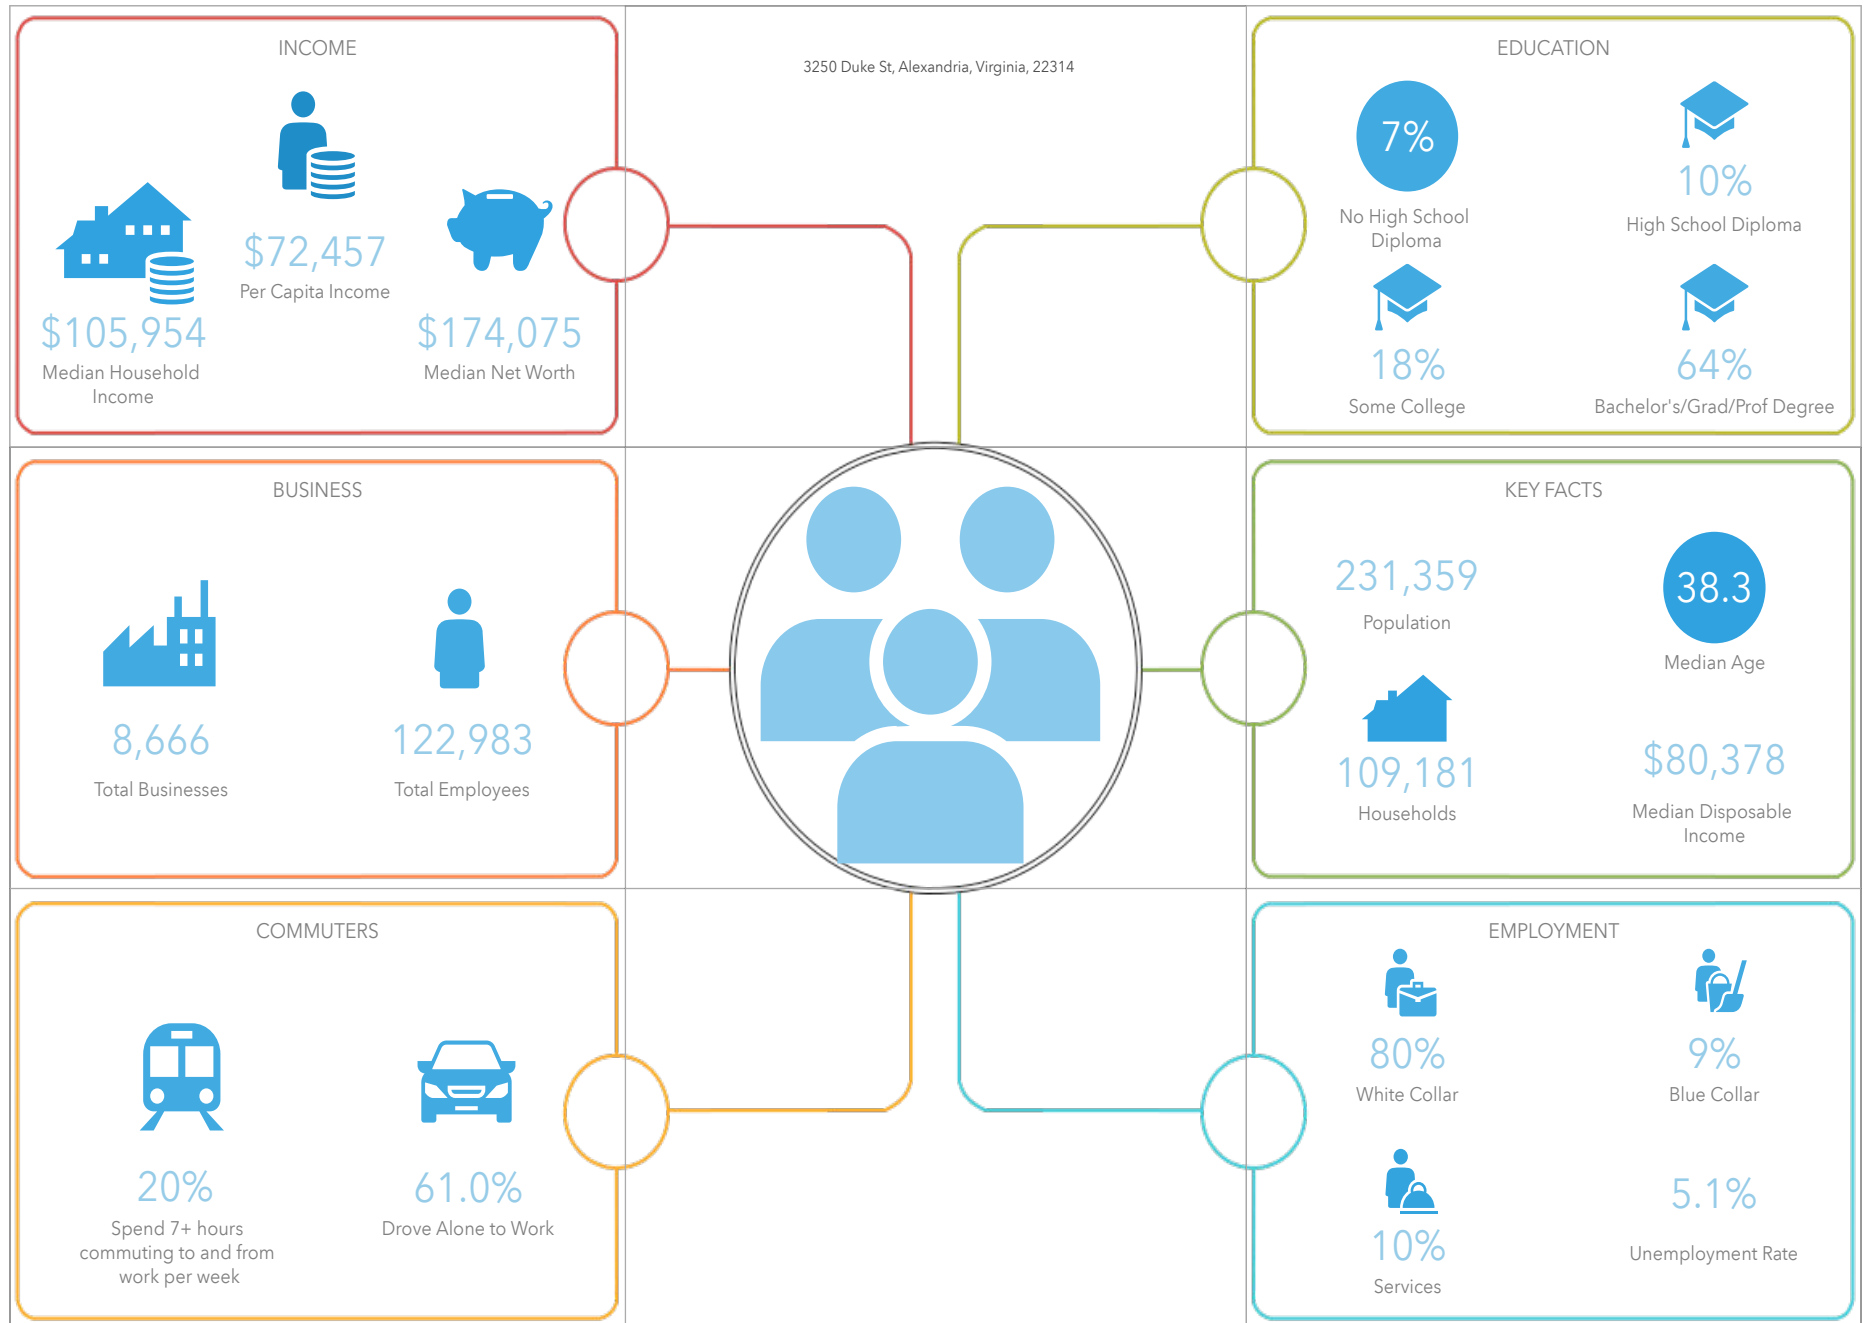 INCOME
$72,457
Per Capita Income
$105,954
Median Household
Income
$174,075
Median Net Worth
3250 Duke St, Alexandria, Virginia, 22314
EDUCATION
7%
No High School
Diploma
10%
High School Diploma
18%
Some College
64%
Bachelor's/Grad/Prof Degree
BUSINESS
8,666
Total Businesses
122,983
Total Employees
KEY FACTS
231,359
Population
38.3
Median Age
109,181
Households
$80,378
Median Disposable
Income
COMMUTERS
20%
Spend 7+ hours
commuting to and from
work per week
61.0%
Drove Alone to Work
EMPLOYMENT
80%
White Collar
9%
Blue Collar
10%
Services
5.1%
Unemployment Rate